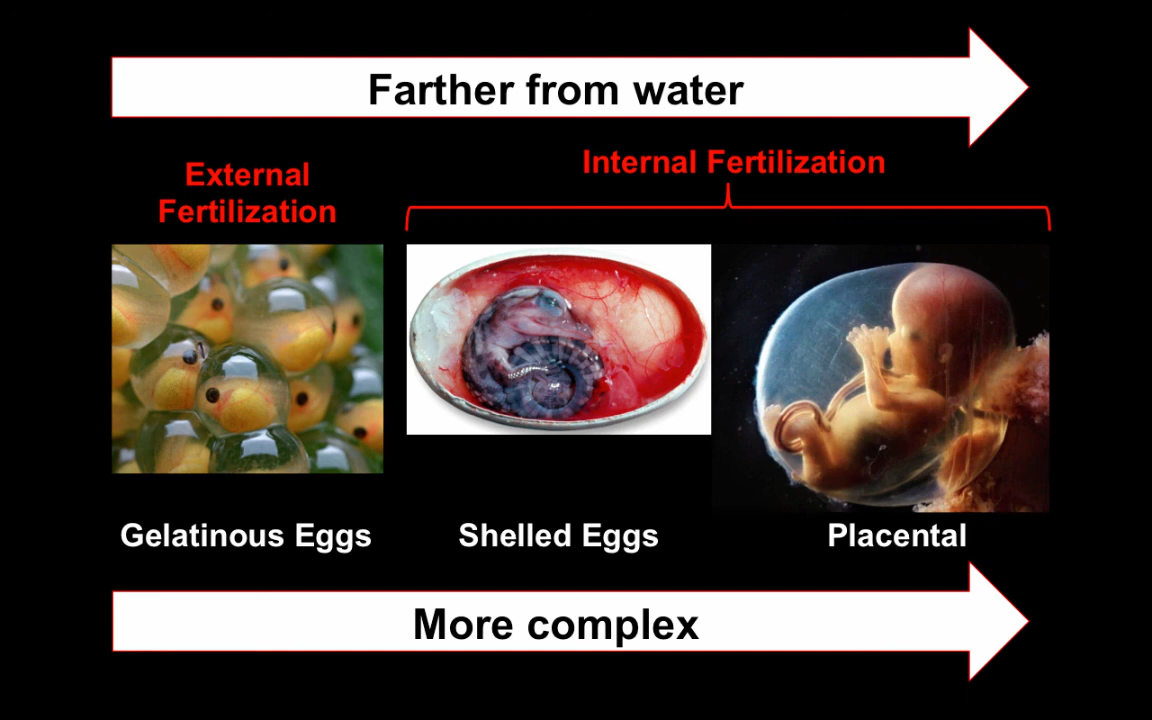 Farther from water
External
Fertilization
Internal Fertilization
Gelatinous Eggs
Shelled Eggs
Placental
More complex